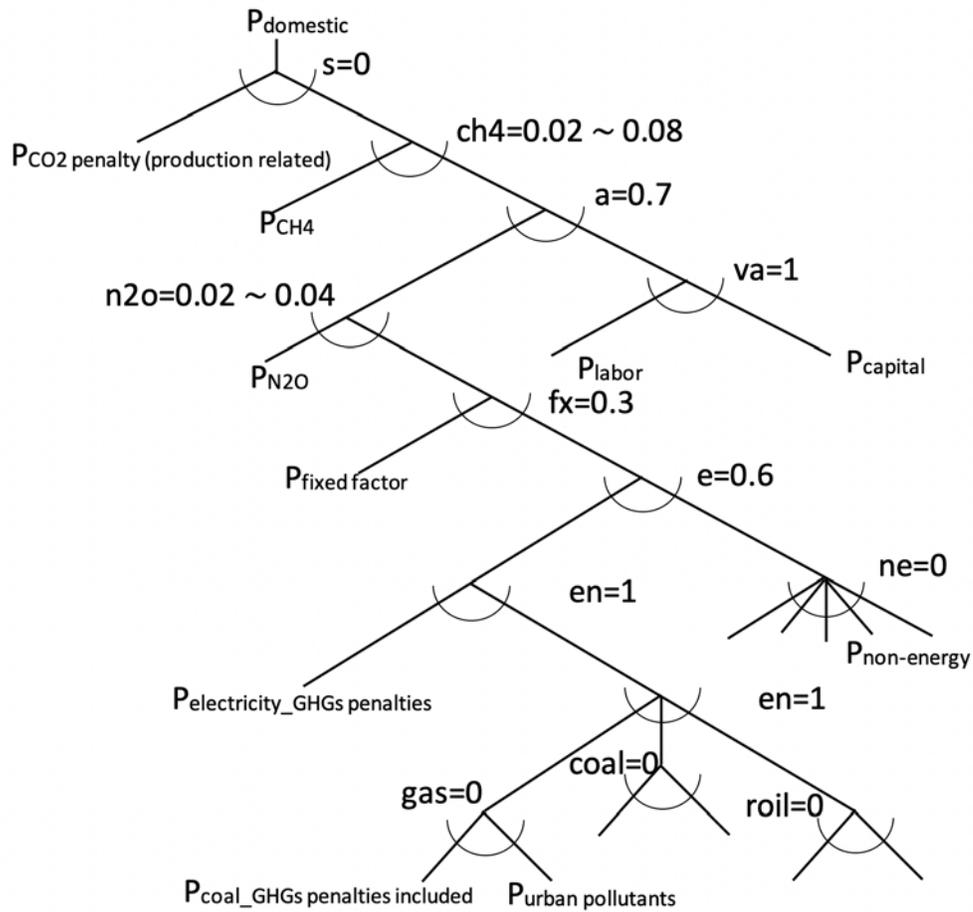 Pdomestic
s=0
PCO2 penalty (production related)
ch4=0.02 ~ 0.08
PCH4
a=0.7
n2o=0.02 ~ 0.04
va=1
PN2O
Plabor
Pcapital
fx=0.3
Pfixed factor
e=0.6
en=1
ne=0
Pnon-energy
Pelectricity_GHGs penalties
en=1
gas=0
coal=0
roil=0
Pcoal_GHGs penalties included
Purban pollutants